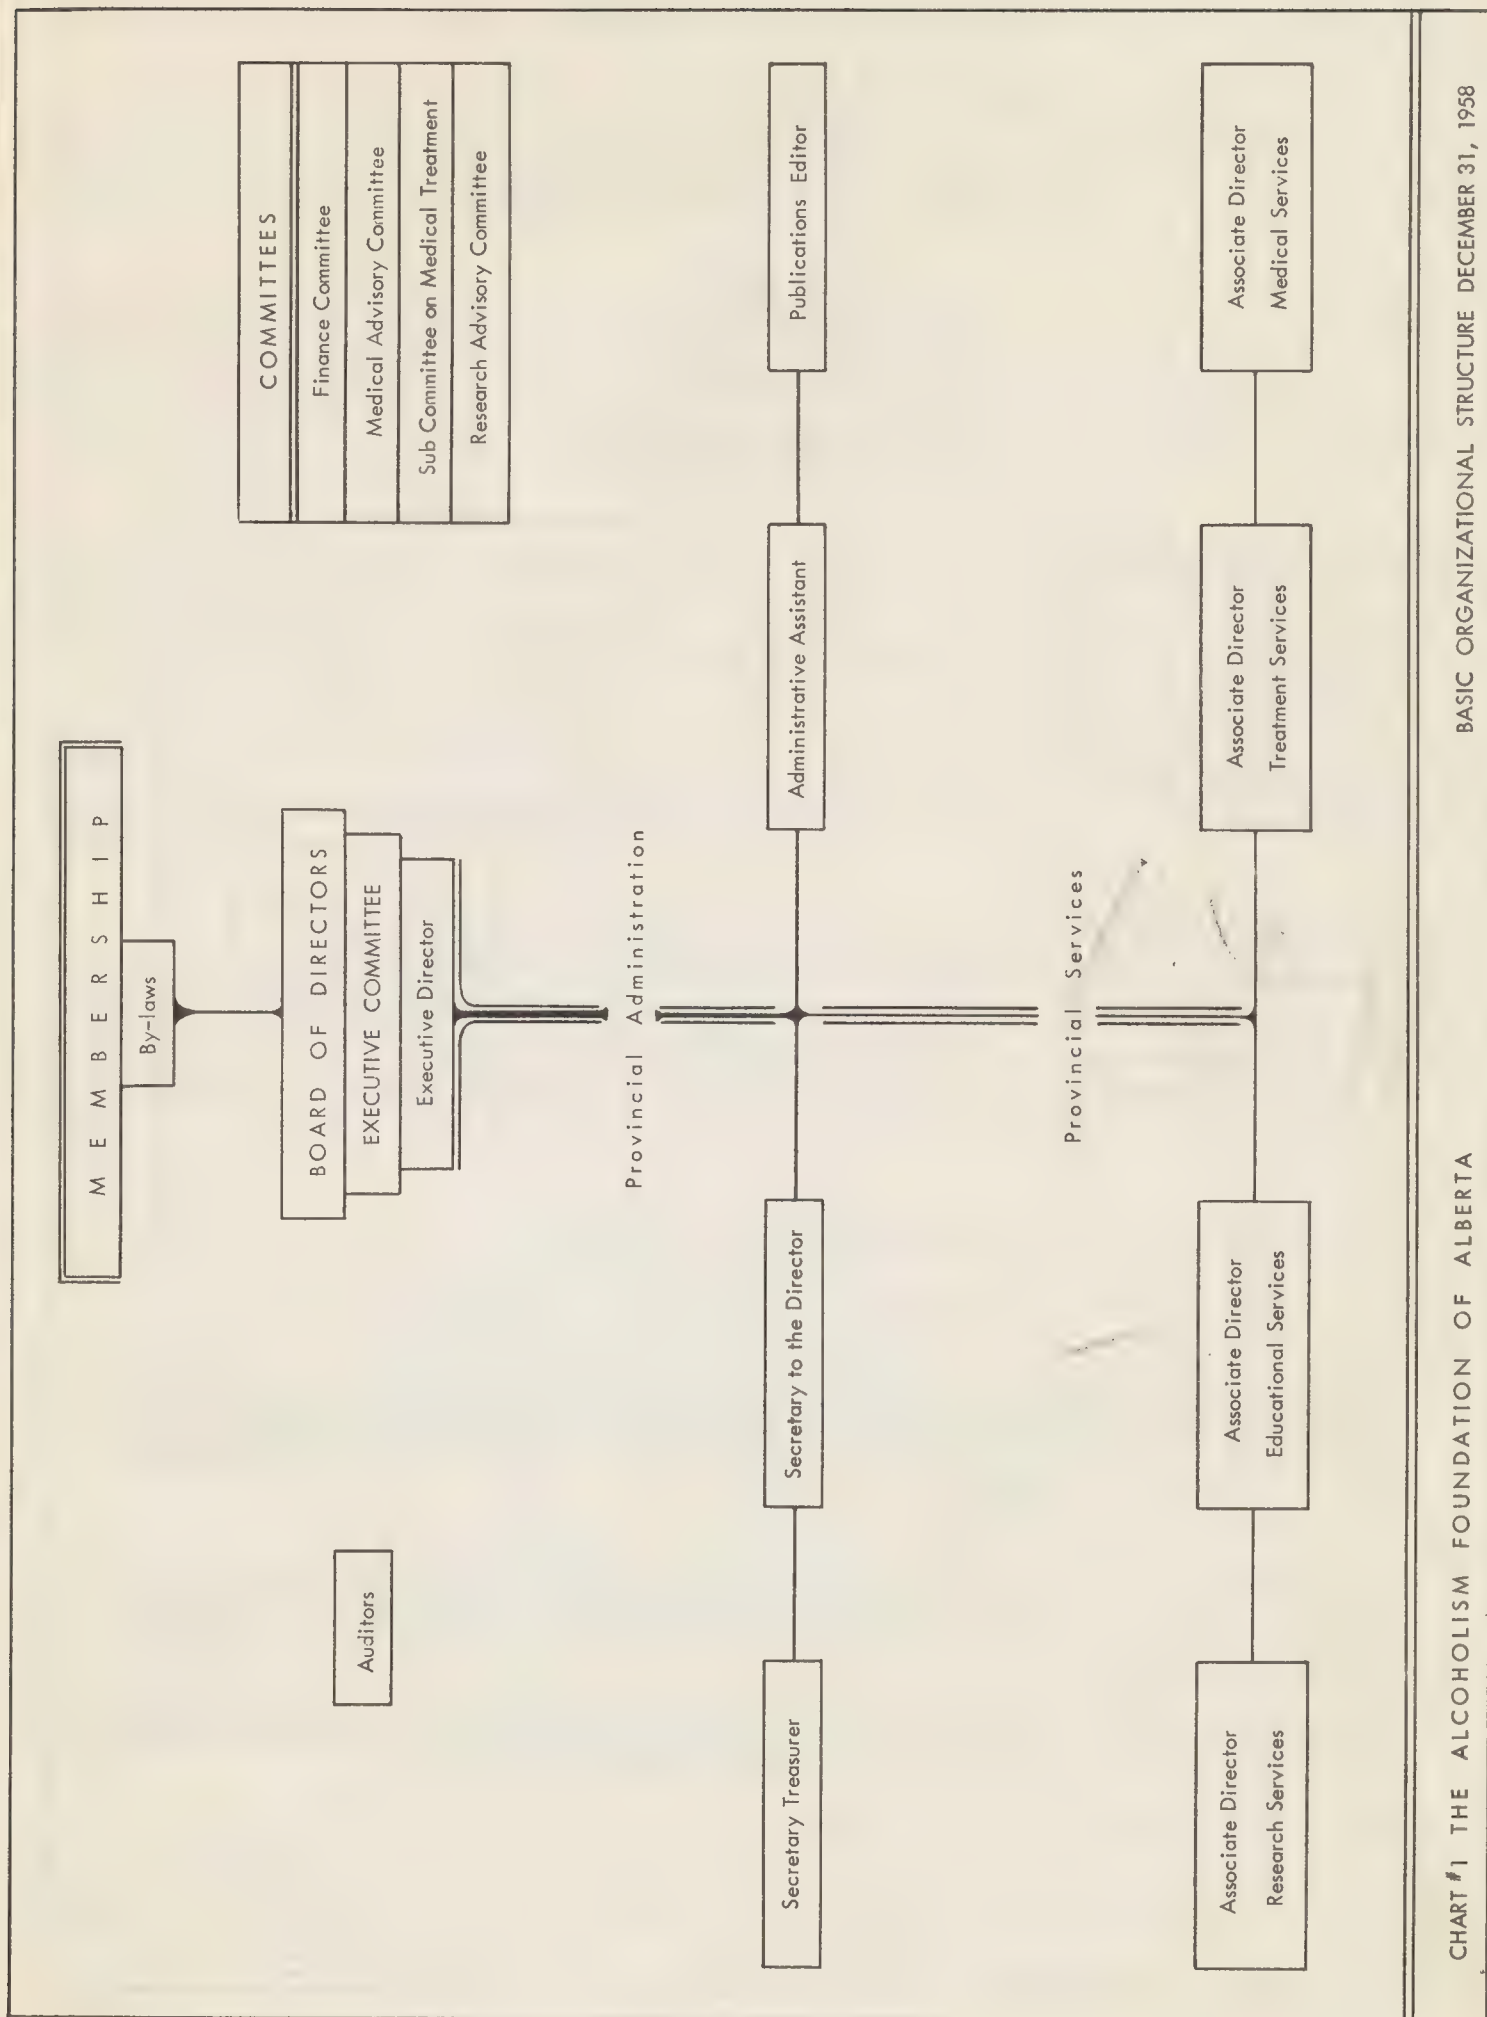 M E M B E R S H I P
By-laws
BOARD OF DIRECTORS
EXECUTIVE COMMITTEE
Executive Director
Auditors
COMMITTEES
Finance Committee
Medical Advisory Committee
Sub Committee on Medical Treatment
Research Advisory Committee
Provincial Administration
Secretary Treasurer
Secretary to the Director
Administrative Assistant
Publications Editor
Provincial Services
Associate Director
Research Services
Associate Director
Educational Services
Associate Director
Treatment Services
Associate Director
Medical Services
CHART #1 THE ALCOHOLISM FOUNDATION OF ALBERTA
BASIC ORGANIZATIONAL STRUCTURE DECEMBER 31, 1958